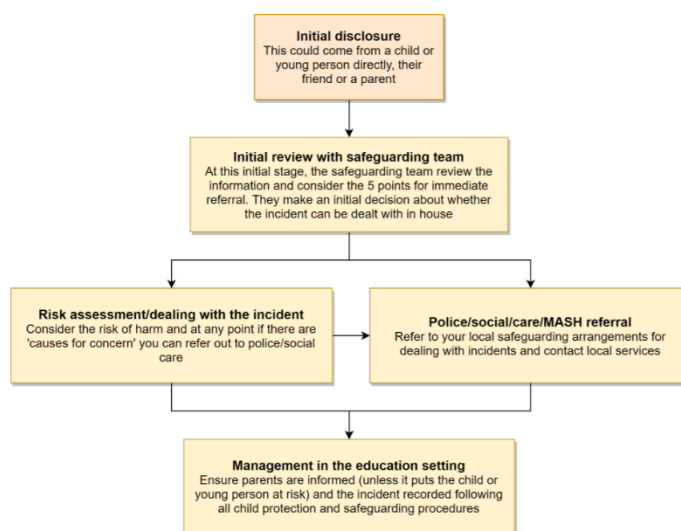 Initial disclosure
This could come from a child or
young person directly, their
friend or a parent
Initial review with safeguarding team
At this initial stage, the safeguarding team review the
information and consider the 5 points for immediate
referral. They make an initial decision about whether
the incident can be dealt with in house
Risk assessment/dealing with the incident
Consider the risk of harm and at any point if there are
'causes for concern' you can refer out to police/social
care
Police/social/care/MASH referral
Refer to your local safeguarding arrangements for
dealing with incidents and contact local services
Management in the education setting
Ensure parents are informed (unless it puts the child or
young person at risk) and the incident recorded following
all child protection and safeguarding procedures